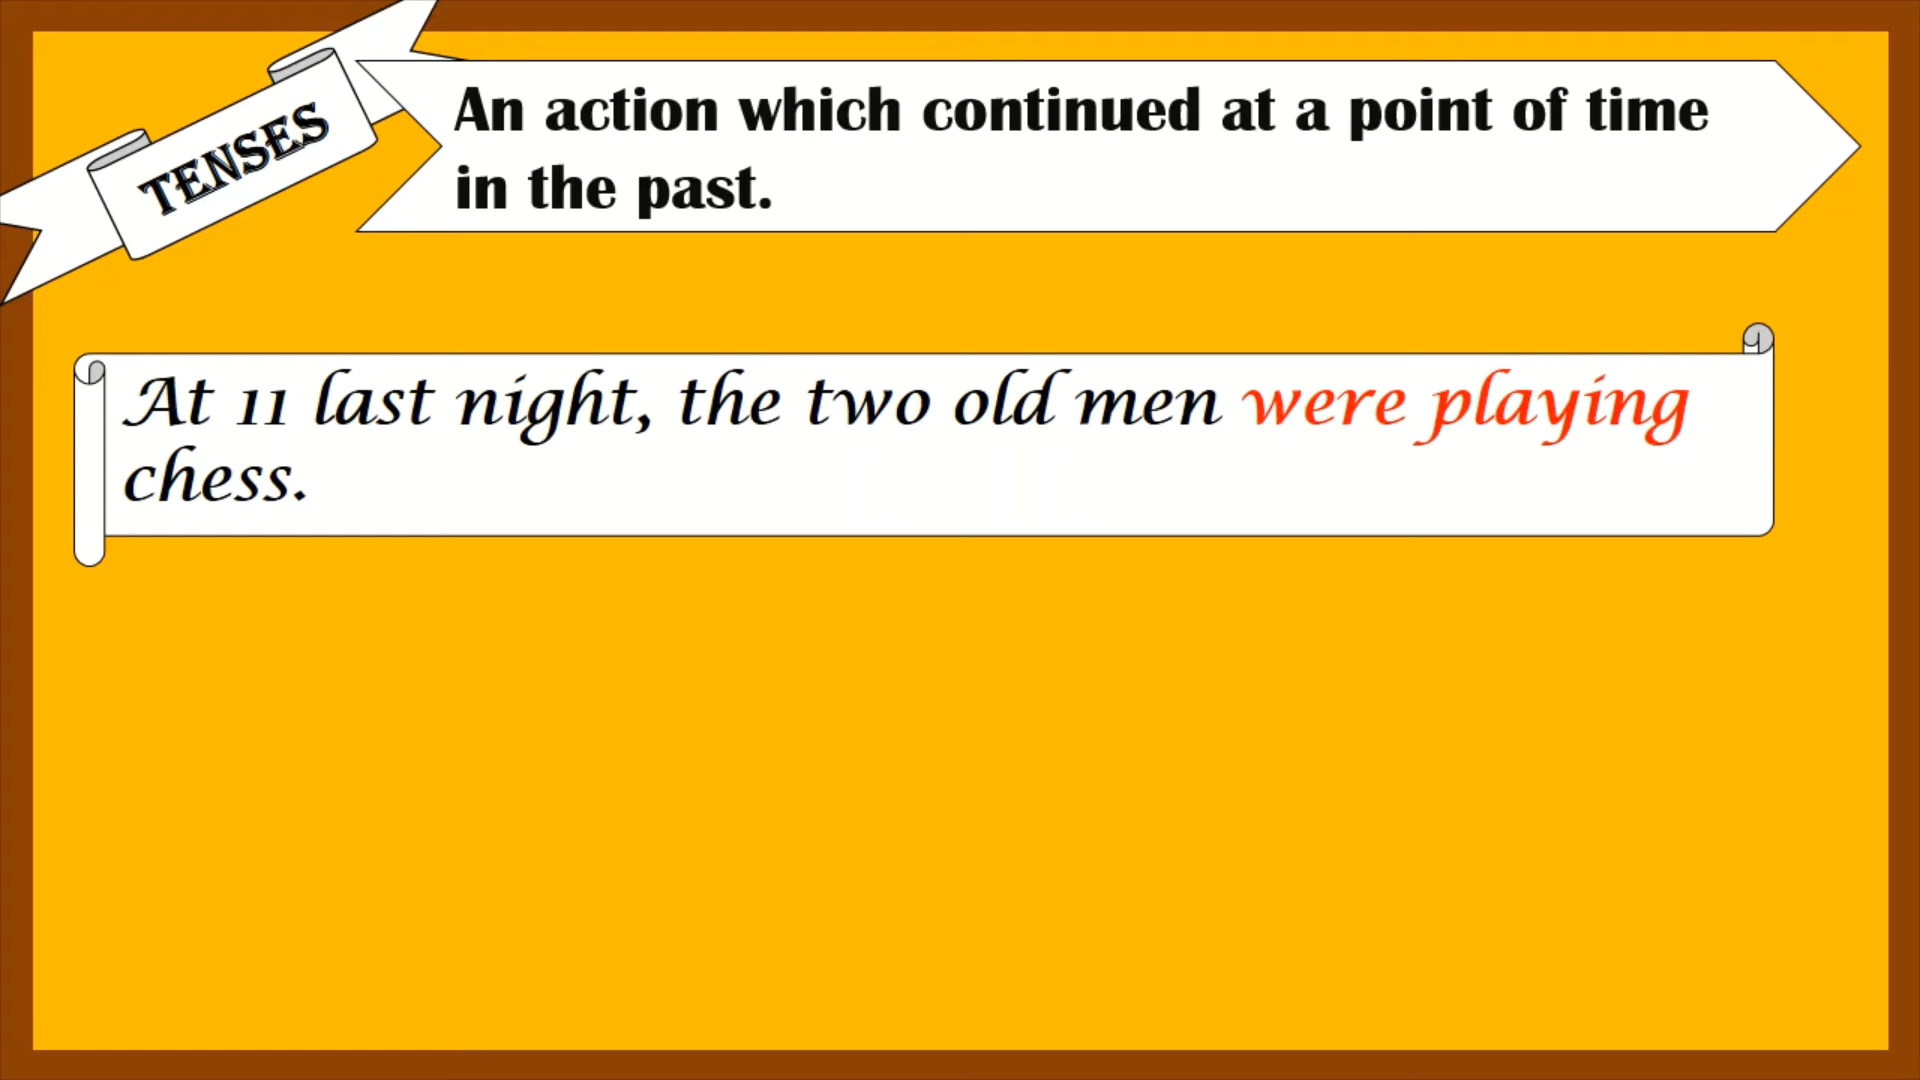 TENSES
An action which continued at a point of time
in the past.
At 11 last night, the two old men were playing
chess.